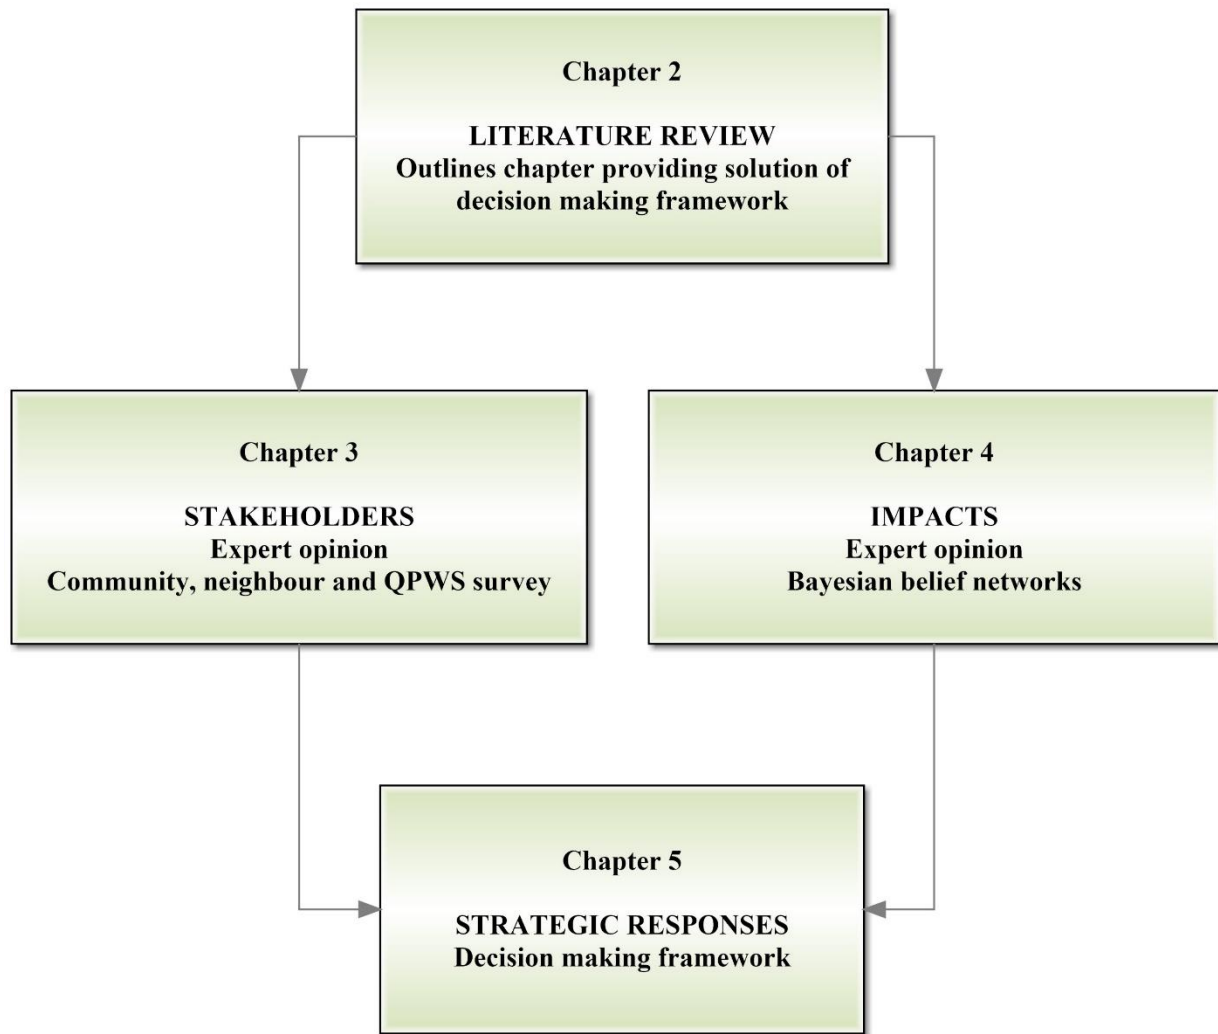 Chapter 2
LITERATURE REVIEW
Outlines chapter providing solution of
decision making framework
Chapter 3
STAKEHOLDERS
Expert opinion
Community, neighbour and QPWS survey
Chapter 4
IMPACTS
Expert opinion
Bayesian belief networks
Chapter 5
STRATEGIC RESPONSES
Decision making framework